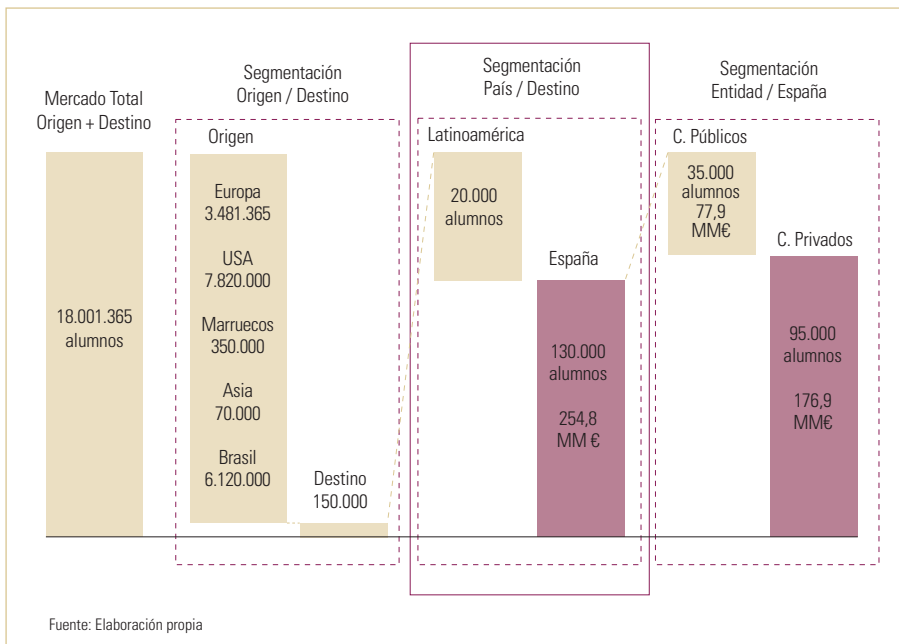 Mercado Total
Origen + Destino
18.001.365
alumnos
Segmentación
Origen / Destino
Origen
Europa
3.481.365
USA
7.820.000
Marruecos
350.000
Asia
70.000
Brasil
6.120.000
Destino
150.000
Segmentación
País / Destino
Latinoamérica
20.000
alumnos
España
130.000
alumnos
254,8
MM €
Segmentación
Entidad / España
C. Públicos
35.000
alumnos
77,9
MM€
C. Privados
95.000
alumnos
176,9
MM€
Fuente: Elaboración propia